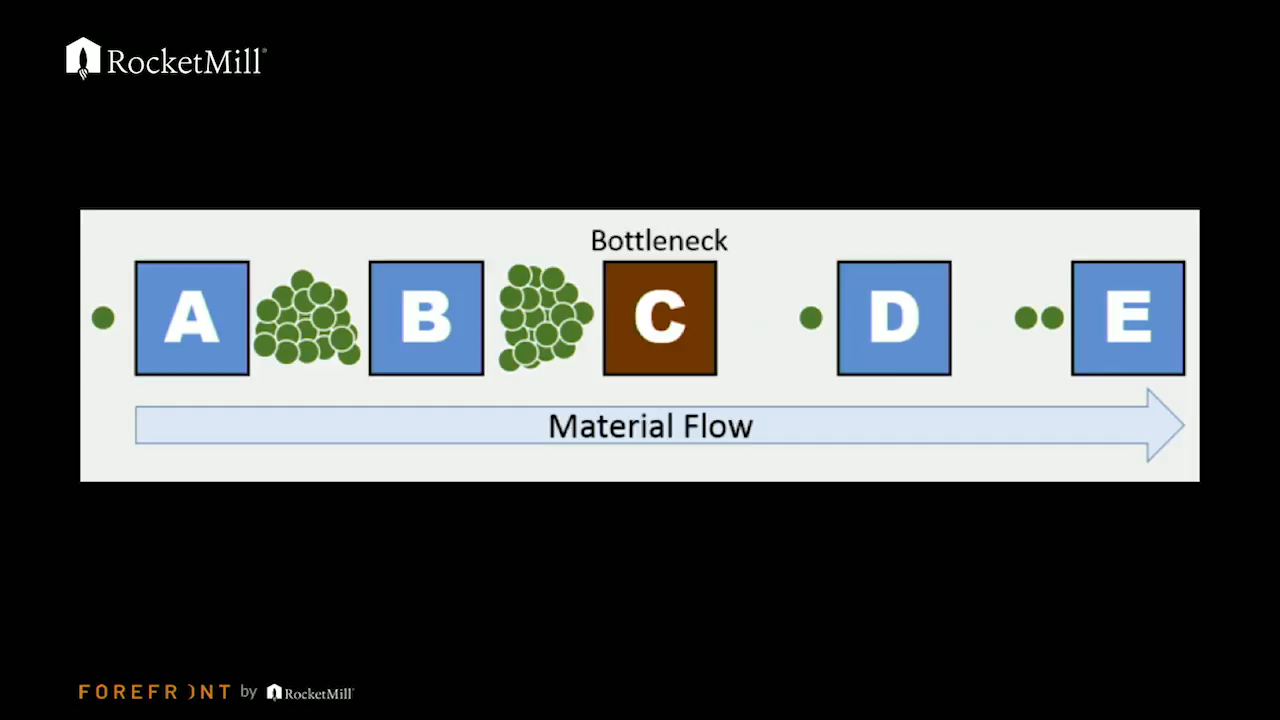 RocketMill®
Bottleneck
A B C D E
Material Flow
FOREFRONT by RocketMill